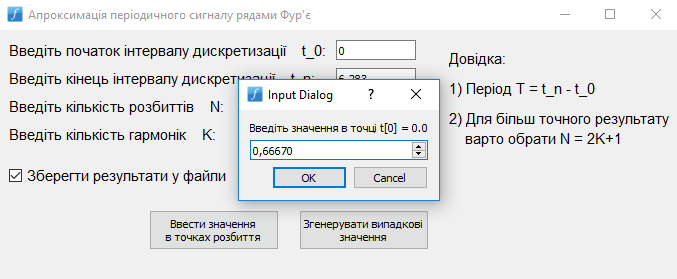 Апроксимація періодичного сигналу рядами Фур'є
Введіть початок інтервалу дискретизації t_0: 0
Введіть кінець інтервалу дискретизації t_n: 6.283
Введіть кількість розбиттів N:
Введіть кількість гармонік K:
Зберегти результати у файли
Ввести значення
в точках розбиття
Згенерувати випадкові
значення
Input Dialog
Введіть значення в точці t[0] = 0.0
0,66670
OK
Cancel
Довідка:
1) Період T = t_n - t_0
2) Для більш точного результату
варто обрати N = 2K+1